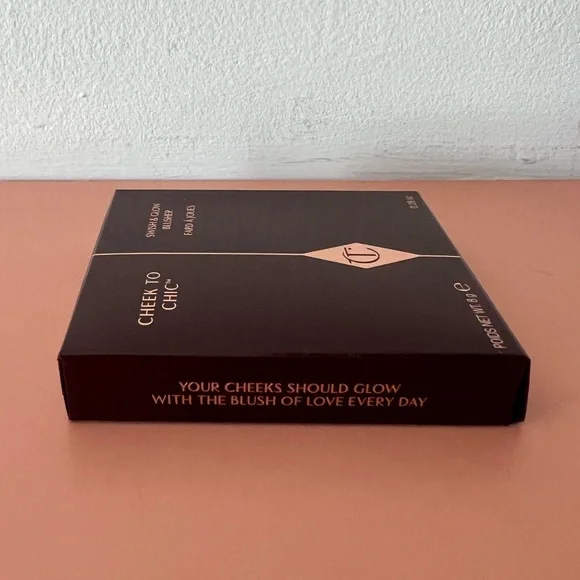 SWISH & GLOW
BLUSHER
FARD À JOUES
CHEEK TO
CHIC™
POIDS NET WT. 8 g ℮
YOUR CHEEKS SHOULD GLOW
WITH THE BLUSH OF LOVE EVERY DAY